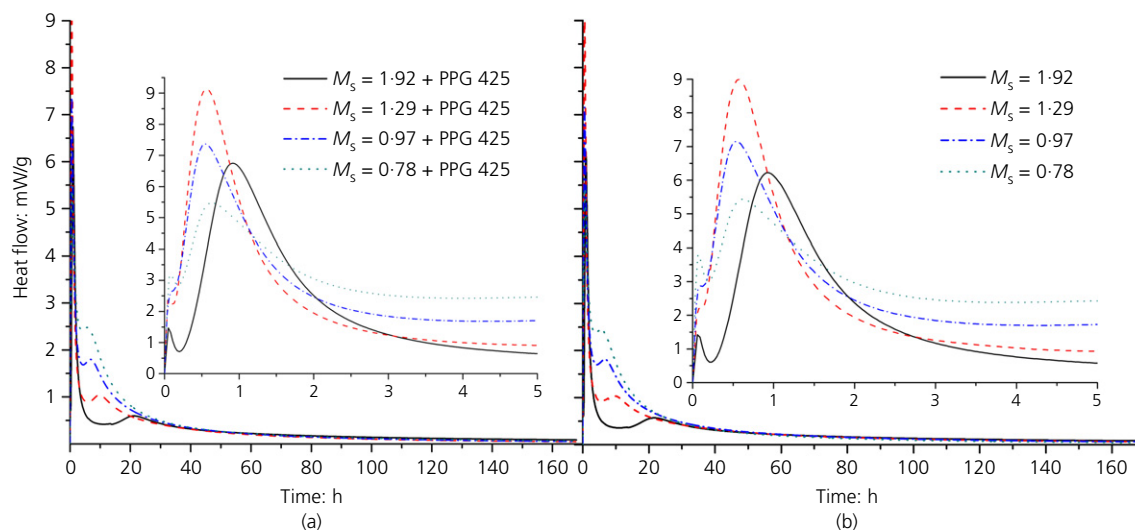 Heat flow: mW/g
9
8
7
6
5
4
3
2
1
0 20 40 60 80 100 120 140 160
Time: h
(a)
Ms = 1·92 + PPG 425
Ms = 1·29 + PPG 425
Ms = 0·97 + PPG 425
Ms = 0·78 + PPG 425
9
8
7
6
5
4
3
2
1
0
0 1 2 3 4 5
0 20 40 60 80 100 120 140 160
Time: h
(b)
Ms = 1·92
Ms = 1·29
Ms = 0·97
Ms = 0·78
9
8
7
6
5
4
3
2
1
0
0 1 2 3 4 5